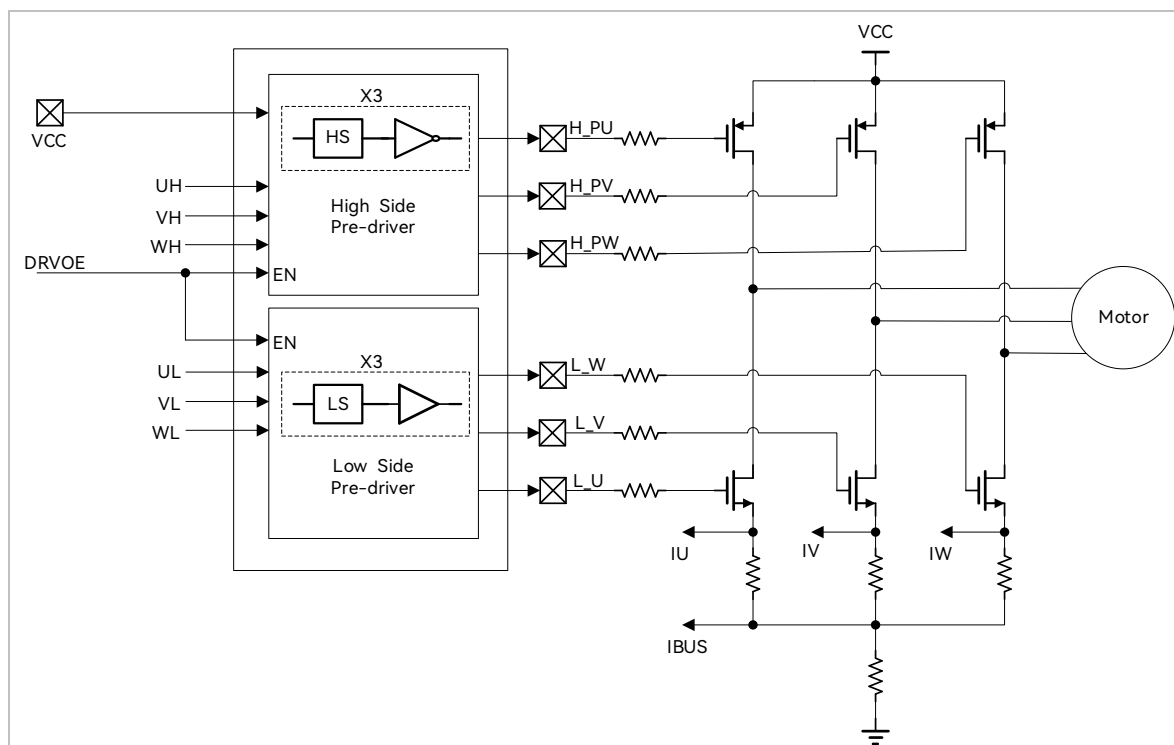 VCC
X3
VCC
HS
H_PU
UH
H_PV
VH
High Side
Pre-driver
WH
H_PW
DRVOE
EN
Motor
EN
X3
UL
L_W
VL
LS
L_V
WL
Low Side
Pre-driver
L_U
IU
IV
IW
IBUS